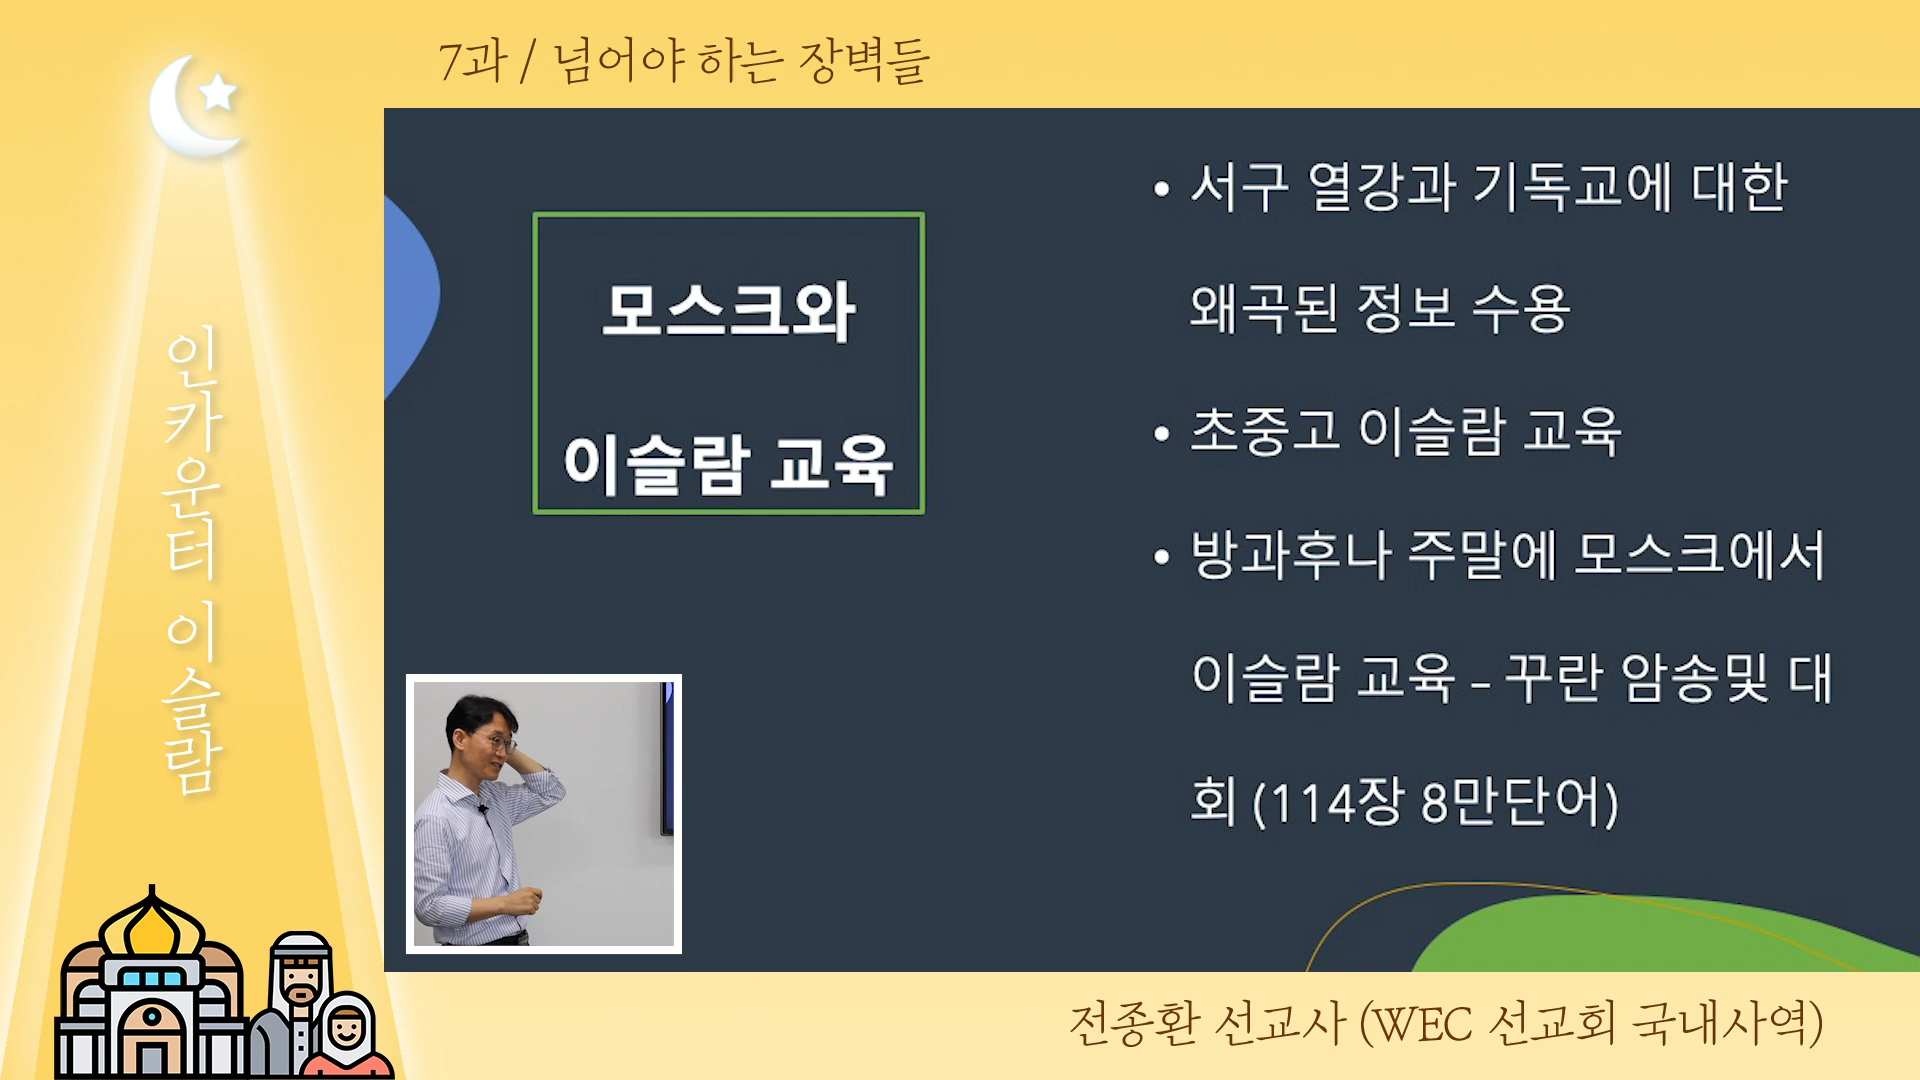 7과 / 넘어야 하는 장벽들
인카운터 이슬람
모스크와
이슬람 교육
• 서구 열강과 기독교에 대한
왜곡된 정보 수용
• 초중고 이슬람 교육
• 방과후나 주말에 모스크에서
이슬람 교육 – 꾸란 암송및 대
회 (114장 8만단어)
전종환 선교사 (WEC 선교회 국내사역)